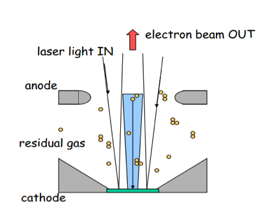 electron beam OUT
laser light IN
anode
residual gas
cathode